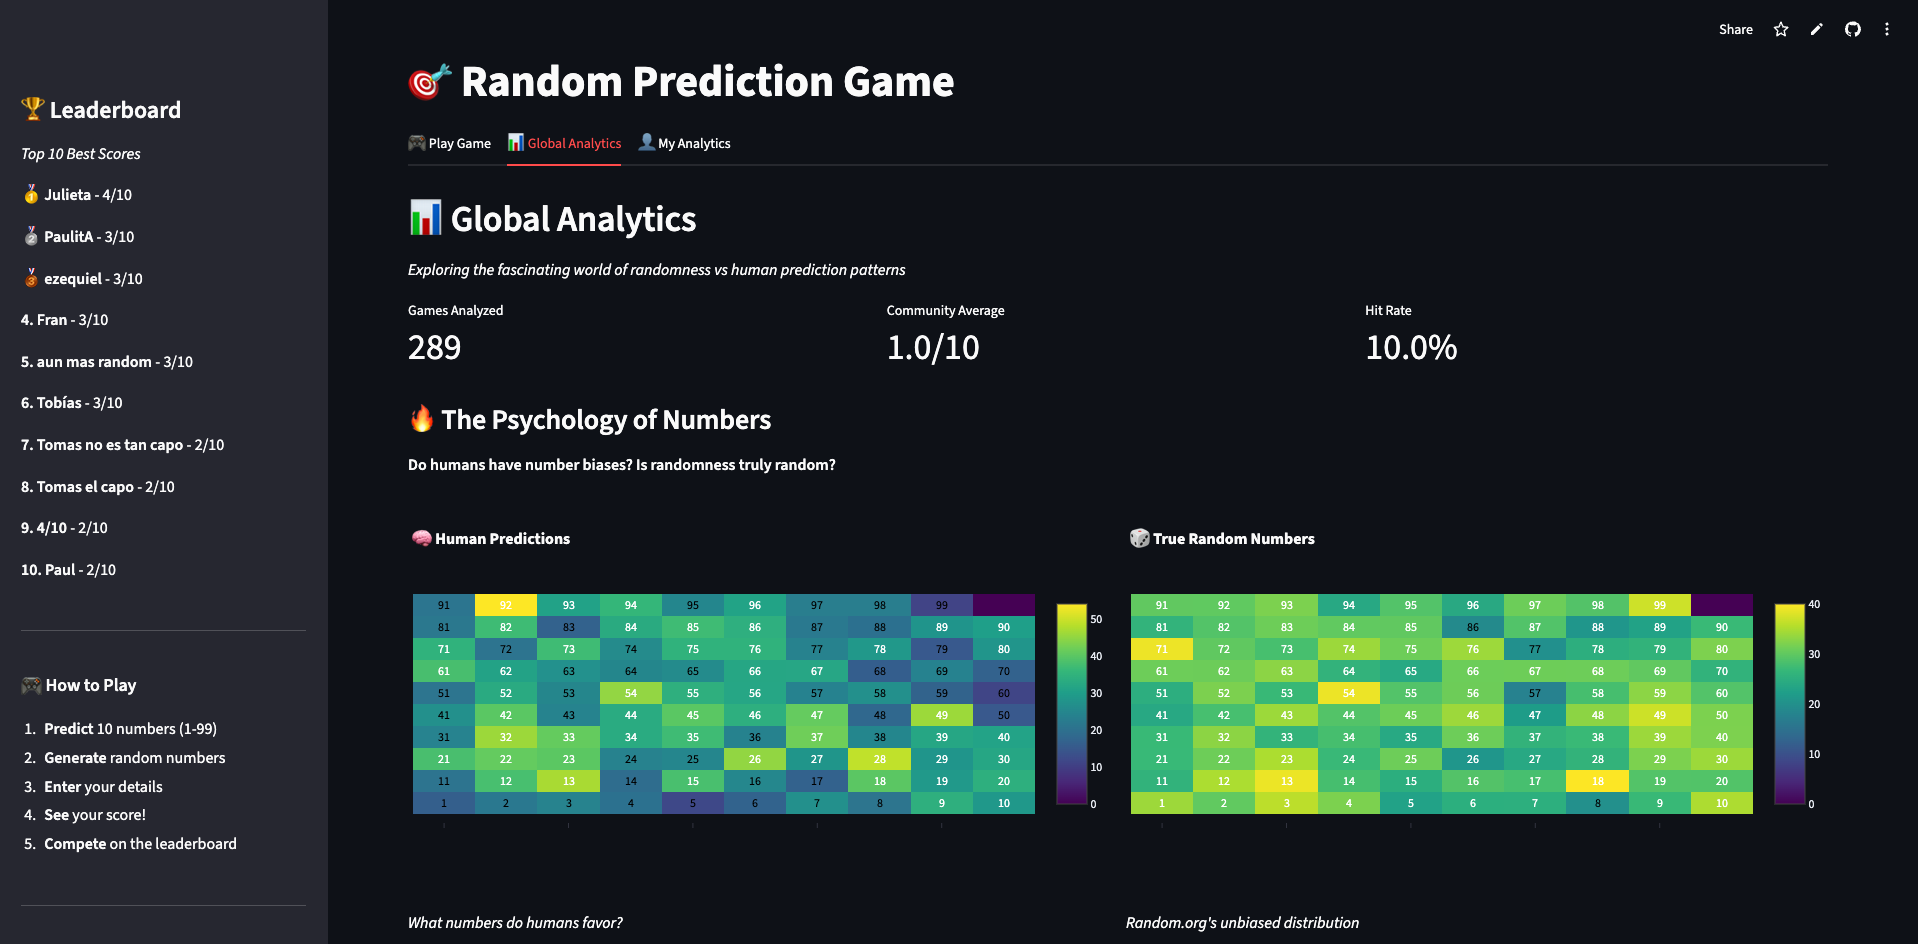 Share
🏆 Leaderboard
Top 10 Best Scores
🥇 Julieta - 4/10
🥈 PaulitA - 3/10
🥉 ezequiel - 3/10
4. Fran - 3/10
5. aun mas random - 3/10
6. Tobías - 3/10
7. Tomas no es tan capo - 2/10
8. Tomas el capo - 2/10
9. 4/10 - 2/10
10. Paul - 2/10
🎮 How to Play
1. Predict 10 numbers (1-99)
2. Generate random numbers
3. Enter your details
4. See your score!
5. Compete on the leaderboard
🎯 Random Prediction Game
🎮 Play Game 📊 Global Analytics 👤 My Analytics
📊 Global Analytics
Exploring the fascinating world of randomness vs human prediction patterns
Games Analyzed
289
Community Average
1.0/10
Hit Rate
10.0%
🔥 The Psychology of Numbers
Do humans have number biases? Is randomness truly random?
🧠 Human Predictions
91 92 93 94 95 96 97 98 99
81 82 83 84 85 86 87 88 89 90
71 72 73 74 75 76 77 78 79 80
61 62 63 64 65 66 67 68 69 70
51 52 53 54 55 56 57 58 59 60
41 42 43 44 45 46 47 48 49 50
31 32 33 34 35 36 37 38 39 40
21 22 23 24 25 26 27 28 29 30
11 12 13 14 15 16 17 18 19 20
1 2 3 4 5 6 7 8 9 10
50
40
30
20
10
0
What numbers do humans favor?
🎲 True Random Numbers
91 92 93 94 95 96 97 98 99
81 82 83 84 85 86 87 88 89 90
71 72 73 74 75 76 77 78 79 80
61 62 63 64 65 66 67 68 69 70
51 52 53 54 55 56 57 58 59 60
41 42 43 44 45 46 47 48 49 50
31 32 33 34 35 36 37 38 39 40
21 22 23 24 25 26 27 28 29 30
11 12 13 14 15 16 17 18 19 20
1 2 3 4 5 6 7 8 9 10
40
30
20
10
0
Random.org's unbiased distribution